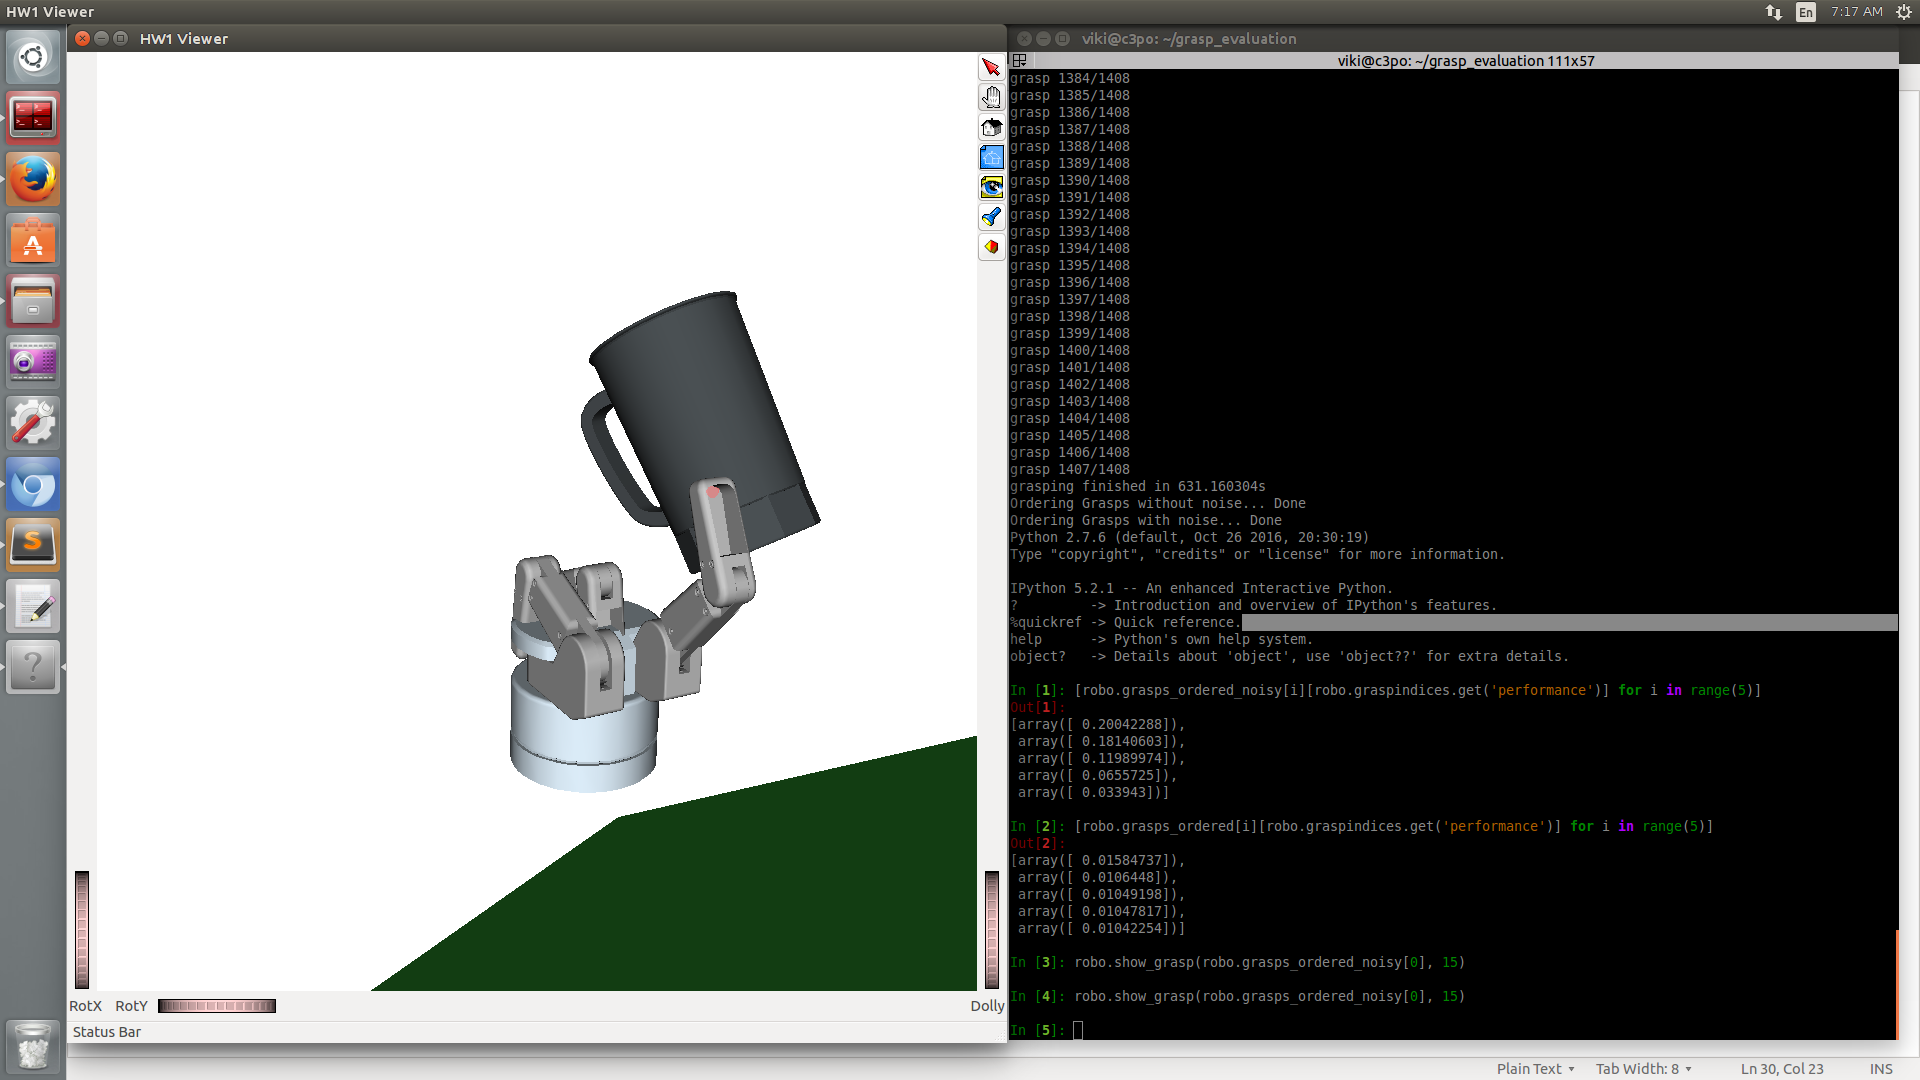 HW1 Viewer
En
7:17 AM
HW1 Viewer
viki@c3po: ~/grasp_evaluation
viki@c3po: ~/grasp_evaluation 111x57
grasp 1384/1408
grasp 1385/1408
grasp 1386/1408
grasp 1387/1408
grasp 1388/1408
grasp 1389/1408
grasp 1390/1408
grasp 1391/1408
grasp 1392/1408
grasp 1393/1408
grasp 1394/1408
grasp 1395/1408
grasp 1396/1408
grasp 1397/1408
grasp 1398/1408
grasp 1399/1408
grasp 1400/1408
grasp 1401/1408
grasp 1402/1408
grasp 1403/1408
grasp 1404/1408
grasp 1405/1408
grasp 1406/1408
grasp 1407/1408
grasping finished in 631.160304s
Ordering Grasps without noise... Done
Ordering Grasps with noise... Done
Python 2.7.6 (default, Oct 26 2016, 20:30:19)
Type "copyright", "credits" or "license" for more information.
IPython 5.2.1 -- An enhanced Interactive Python.
?         -> Introduction and overview of IPython's features.
%quickref -> Quick reference.
help      -> Python's own help system.
object?   -> Details about 'object', use 'object??' for extra details.
In [1]: [robo.grasps_ordered_noisy[i][robo.graspindices.get('performance')] for i in range(5)]
Out[1]:
[array([ 0.20042288]),
 array([ 0.18140603]),
 array([ 0.11989974]),
 array([ 0.0655725]),
 array([ 0.033943])]
In [2]: [robo.grasps_ordered[i][robo.graspindices.get('performance')] for i in range(5)]
Out[2]:
[array([ 0.01584737]),
 array([ 0.0106448]),
 array([ 0.01049198]),
 array([ 0.01047817]),
 array([ 0.01042254])]
In [3]: robo.show_grasp(robo.grasps_ordered_noisy[0], 15)
In [4]: robo.show_grasp(robo.grasps_ordered_noisy[0], 15)
In [5]:
RotX RotY
Dolly
Status Bar
Plain Text
Tab Width: 8
Ln 30, Col 23
INS